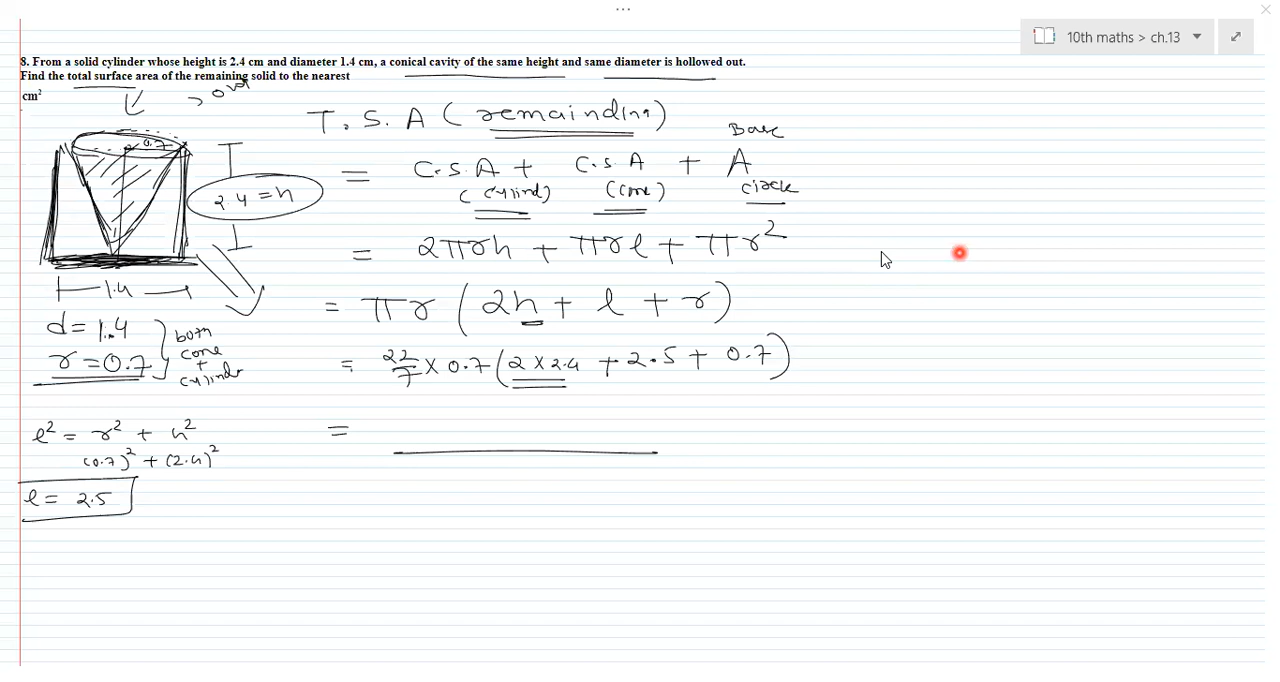 ...
10th maths > ch.13
8. From a solid cylinder whose height is 2.4 cm and diameter 1.4 cm, a conical cavity of the same height and same diameter is hollowed out.
Find the total surface area of the remaining solid to the nearest
cm²
T.S.A (remainding)
= C.S.A (cylind) + C.S.A (cone) + A Base circle
= 2πrh + πrl + πr²
= πr (2h + l + r)
= 22/7 × 0.7 (2 × 2.4 + 2.5 + 0.7)
=
0.7
2.4 = h
1.4
d = 1.4
r = 0.7
both
cone
+
cylinder
l² = r² + h²
(0.7)² + (2.4)²
l = 2.5